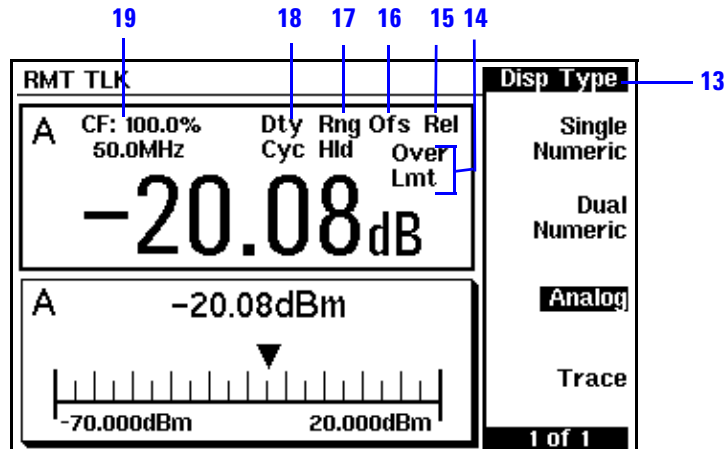 19 18 17 16 15 14
RMT TLK
Disp Type
13
A
CF: 100.0%
50.0MHz
Dty Rng Ofs Rel
Cyc Hld Over
Lmt
-20.08dB
Single
Numeric
Dual
Numeric
Analog
Trace
1 of 1
A
-20.08dBm
-70.000dBm 20.000dBm